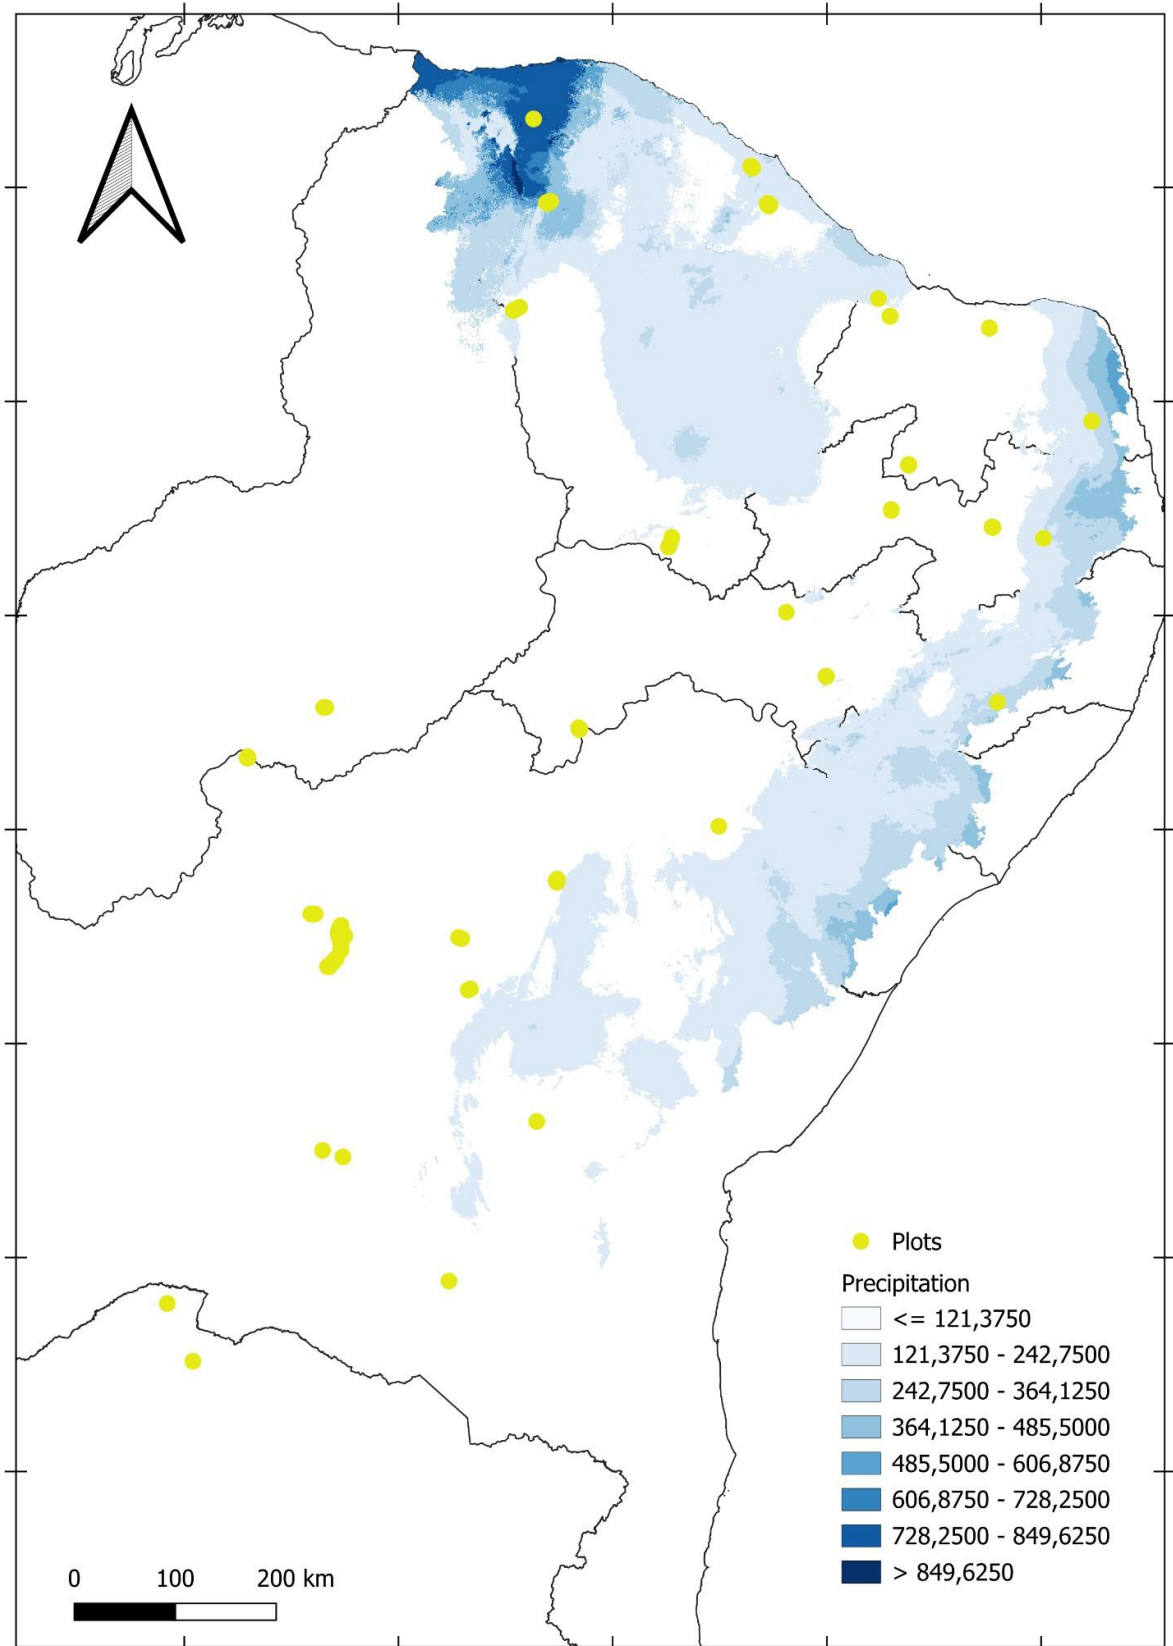 Plots
Precipitation
<= 121,3750
121,3750 - 242,7500
242,7500 - 364,1250
364,1250 - 485,5000
485,5000 - 606,8750
606,8750 - 728,2500
728,2500 - 849,6250
> 849,6250
0 100 200 km